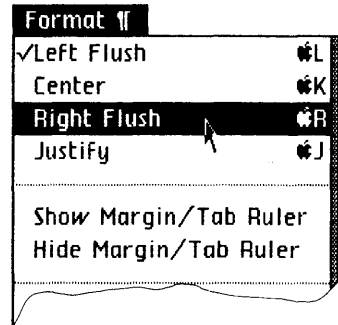 Format ¶
✓Left Flush L
Center K
Right Flush R
Justify J
Show Margin/Tab Ruler
Hide Margin/Tab Ruler